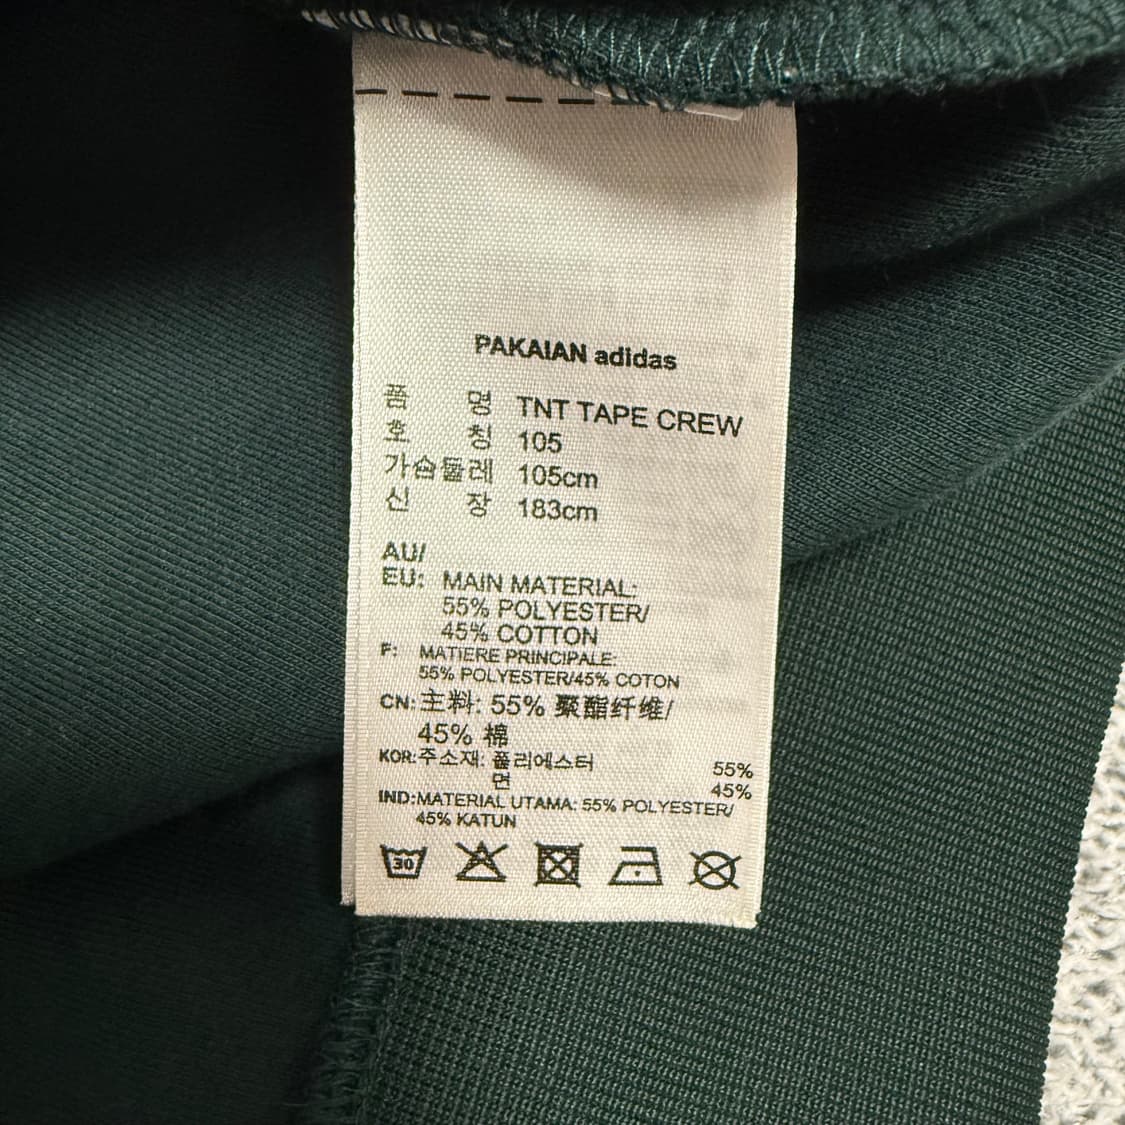 PAKAIAN adidas
품 명 TNT TAPE CREW
호 칭 105
가슴둘레 105cm
신 장 183cm
AU/
EU: MAIN MATERIAL:
55% POLYESTER/
45% COTTON
F: MATIERE PRINCIPALE:
55% POLYESTER/45% COTON
CN: 主料: 55% 聚酯纤维/
45% 棉
KOR: 주소재: 폴리에스터 55%
면 45%
IND: MATERIAL UTAMA: 55% POLYESTER/
45% KATUN
30